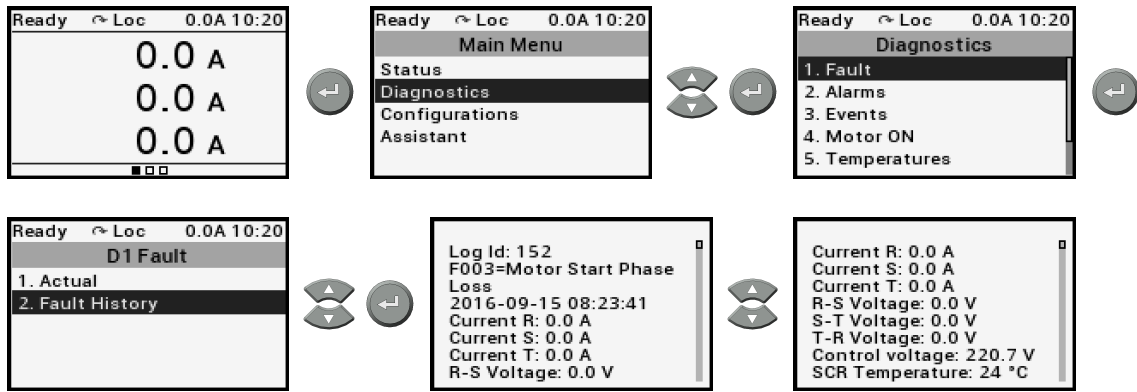 Ready Loc 0.0A 10:20
0.0 A
0.0 A
0.0 A
Ready Loc 0.0A 10:20
Main Menu
Status
Diagnostics
Configurations
Assistant
Ready Loc 0.0A 10:20
Diagnostics
1. Fault
2. Alarms
3. Events
4. Motor ON
5. Temperatures
Ready Loc 0.0A 10:20
D1 Fault
1. Actual
2. Fault History
Log Id: 152
F003=Motor Start Phase
Loss
2016-09-15 08:23:41
Current R: 0.0 A
Current S: 0.0 A
Current T: 0.0 A
R-S Voltage: 0.0 V
Current R: 0.0 A
Current S: 0.0 A
Current T: 0.0 A
R-S Voltage: 0.0 V
S-T Voltage: 0.0 V
T-R Voltage: 0.0 V
Control voltage: 220.7 V
SCR Temperature: 24 °C